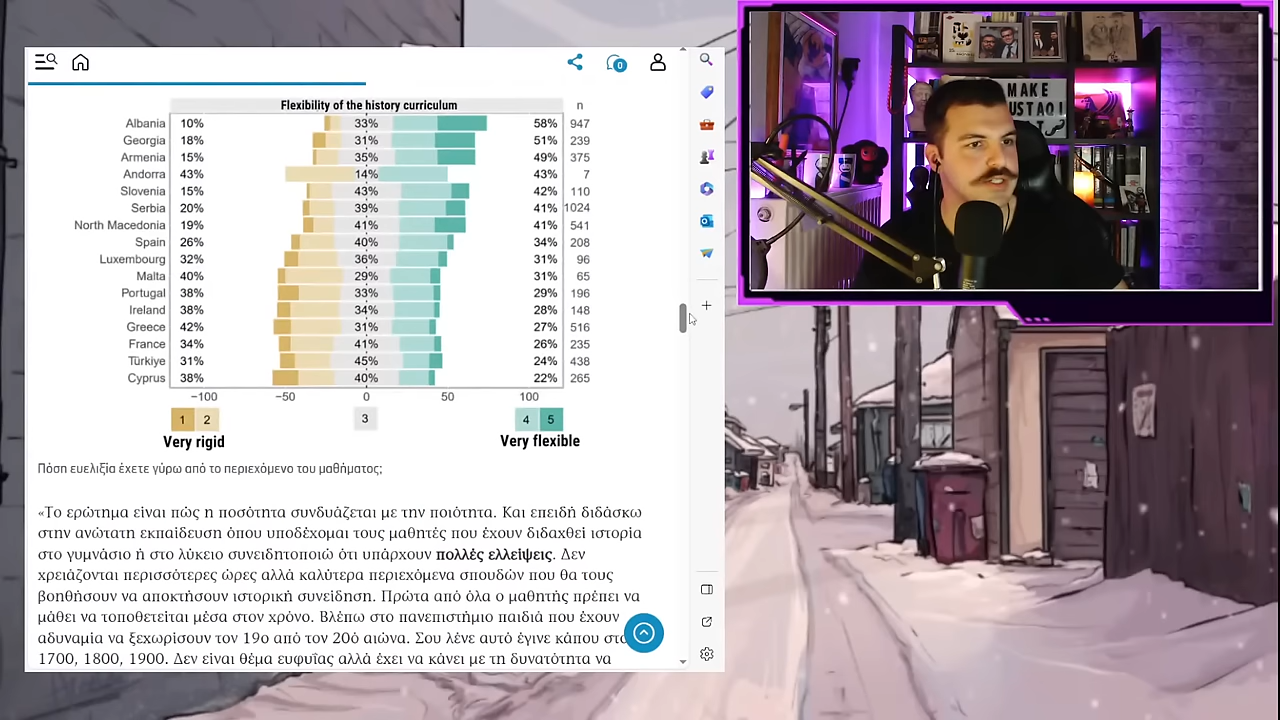 0
Flexibility of the history curriculum
n
Albania 10% 33% 58% 947
Georgia 18% 31% 51% 239
Armenia 15% 35% 49% 375
Andorra 43% 14% 43% 7
Slovenia 15% 43% 42% 110
Serbia 20% 39% 41% 1024
North Macedonia 19% 41% 41% 541
Spain 26% 40% 34% 208
Luxembourg 32% 36% 31% 96
Malta 40% 29% 31% 65
Portugal 38% 33% 29% 196
Ireland 38% 34% 28% 148
Greece 42% 31% 27% 516
France 34% 41% 26% 235
Türkiye 31% 45% 24% 438
Cyprus 38% 40% 22% 265
−100 −50 0 50 100
1 2 3 4 5
Very rigid Very flexible
Πόση ευελιξία έχετε γύρω από το περιεχόμενο του μαθήματος;
«Το ερώτημα είναι πώς η ποσότητα συνδυάζεται με την ποιότητα. Και επειδή διδάσκω
στην ανώτατη εκπαίδευση όπου υποδέχομαι τους μαθητές που έχουν διδαχθεί ιστορία
στο γυμνάσιο ή στο λύκειο συνειδητοποιώ ότι υπάρχουν πολλές ελλείψεις. Δεν
χρειάζονται περισσότερες ώρες αλλά καλύτερα περιεχόμενα σπουδών που θα τους
βοηθήσουν να αποκτήσουν ιστορική συνείδηση. Πρώτα από όλα ο μαθητής πρέπει να
μάθει να τοποθετείται μέσα στον χρόνο. Βλέπω στο πανεπιστήμιο παιδιά που έχουν
αδυναμία να ξεχωρίσουν τον 19ο από τον 20ό αιώνα. Σου λένε αυτό έγινε κάπου στο
1700, 1800, 1900. Δεν είναι θέμα ευφυΐας αλλά έχει να κάνει με τη δυνατότητα να
MAKE